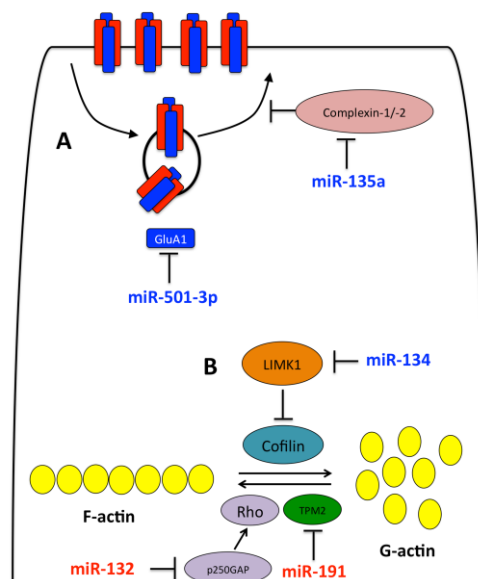 Complexin-1/-2
A
miR-135a
GluA1
miR-501-3p
B
LIMK1
miR-134
Cofilin
Rho
TPM2
F-actin
G-actin
miR-132
p250GAP
miR-191